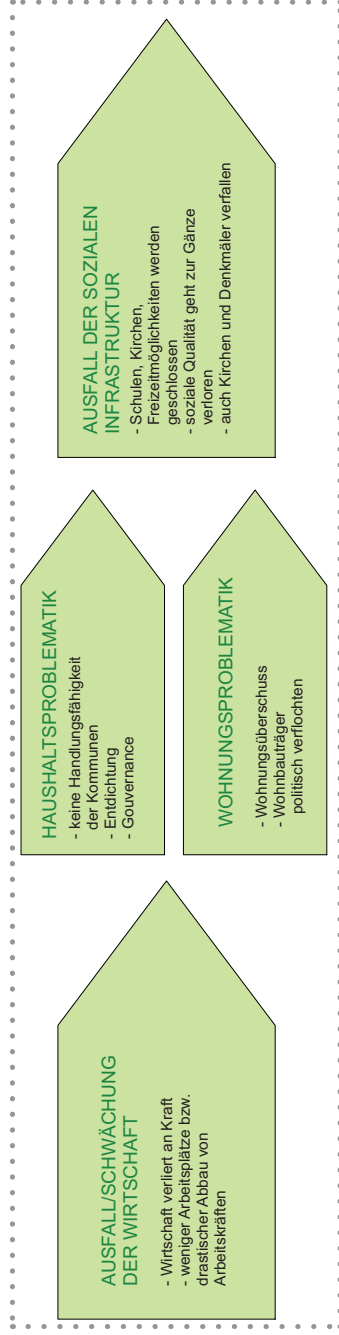 AUSFALL/SCHWÄCHUNG
DER WIRTSCHAFT
- Wirtschaft verliert an Kraft
- weniger Arbeitsplätze bzw.
drastischer Abbau von
Arbeitskräften
HAUSHALTSPROBLEMATIK
- keine Handlungsfähigkeit
der Kommunen
- Entdichtung
- Gouvernance
WOHNUNGSPROBLEMATIK
- Wohnungsüberschuss
- Wohnbauträger
politisch verflochten
AUSFALL DER SOZIALEN
INFRASTRUKTUR
- Schulen, Kirchen,
Freizeitmöglichkeiten werden
geschlossen
- soziale Qualität geht zur Gänze
verloren
- auch Kirchen und Denkmäler verfallen